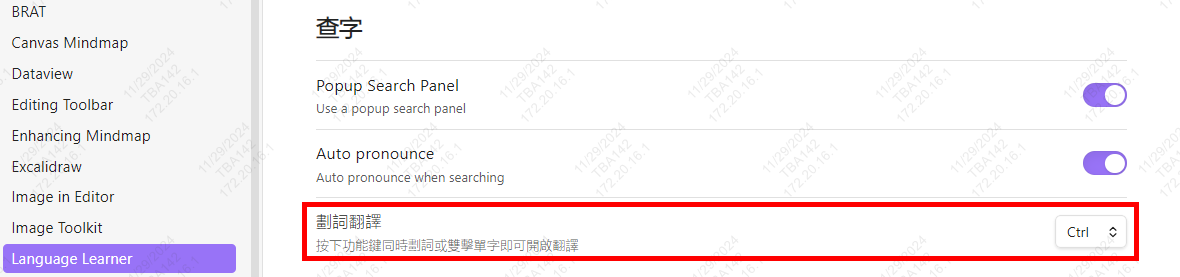 BRAT
Canvas Mindmap
Dataview
Editing Toolbar
Enhancing Mindmap
Excalidraw
Image in Editor
Image Toolkit
Language Learner
查字
Popup Search Panel
Use a popup search panel
Auto pronounce
Auto pronounce when searching
劃詞翻譯
按下功能鍵同時劃詞或雙擊單字即可開啟翻譯
Ctrl
11/29/2024
TBA142
172.20.16.1